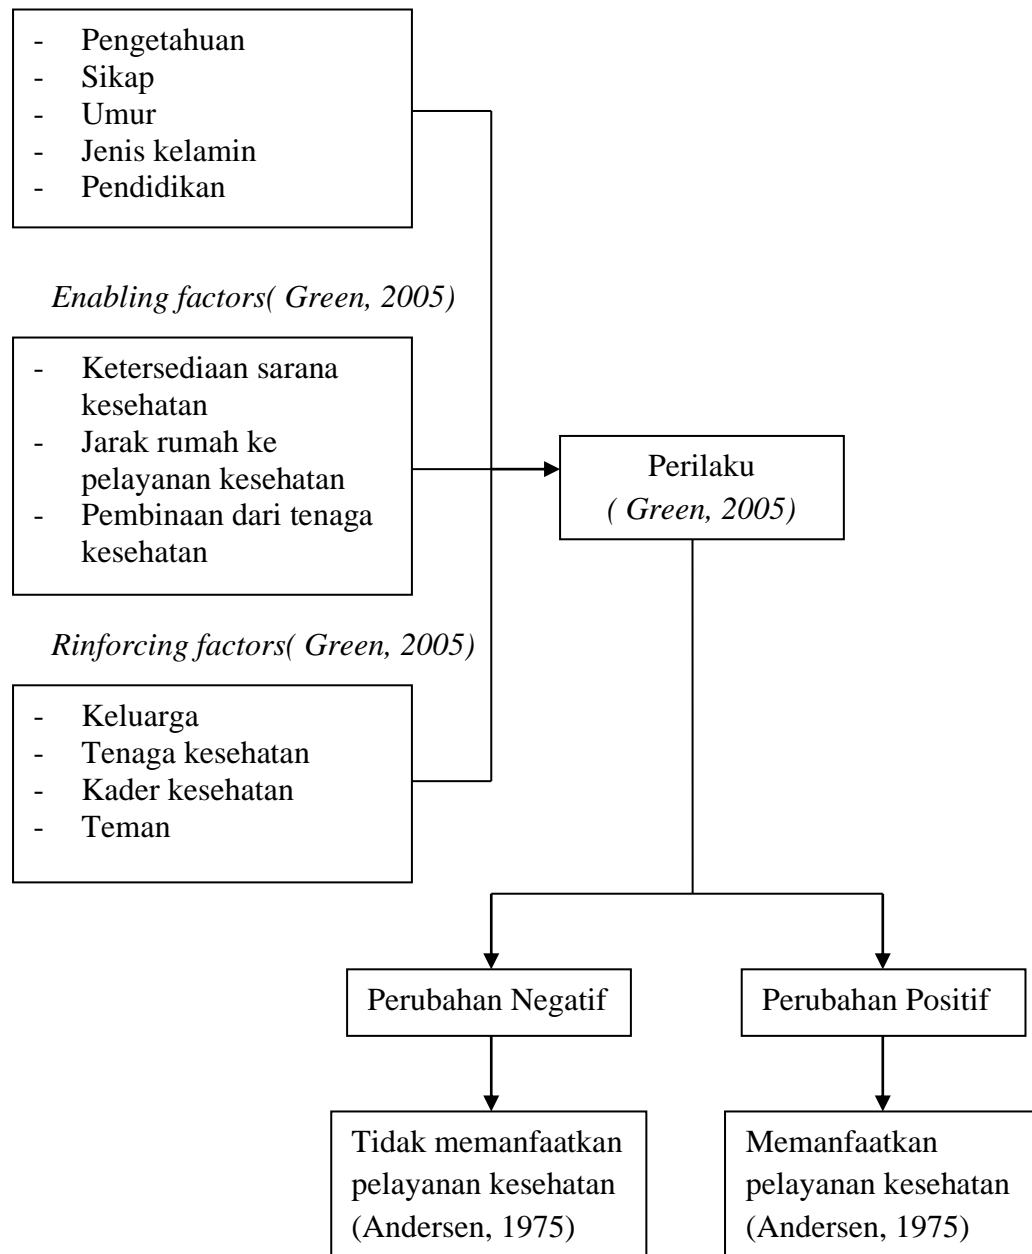 - Pengetahuan
- Sikap
- Umur
- Jenis kelamin
- Pendidikan
Enabling factors( Green, 2005)
- Ketersediaan sarana
kesehatan
- Jarak rumah ke
pelayanan kesehatan
- Pembinaan dari tenaga
kesehatan
Perilaku
( Green, 2005)
Rinforcing factors( Green, 2005)
- Keluarga
- Tenaga kesehatan
- Kader kesehatan
- Teman
Perubahan Negatif
Perubahan Positif
Tidak memanfaatkan
pelayanan kesehatan
(Andersen, 1975)
Memanfaatkan
pelayanan kesehatan
(Andersen, 1975)